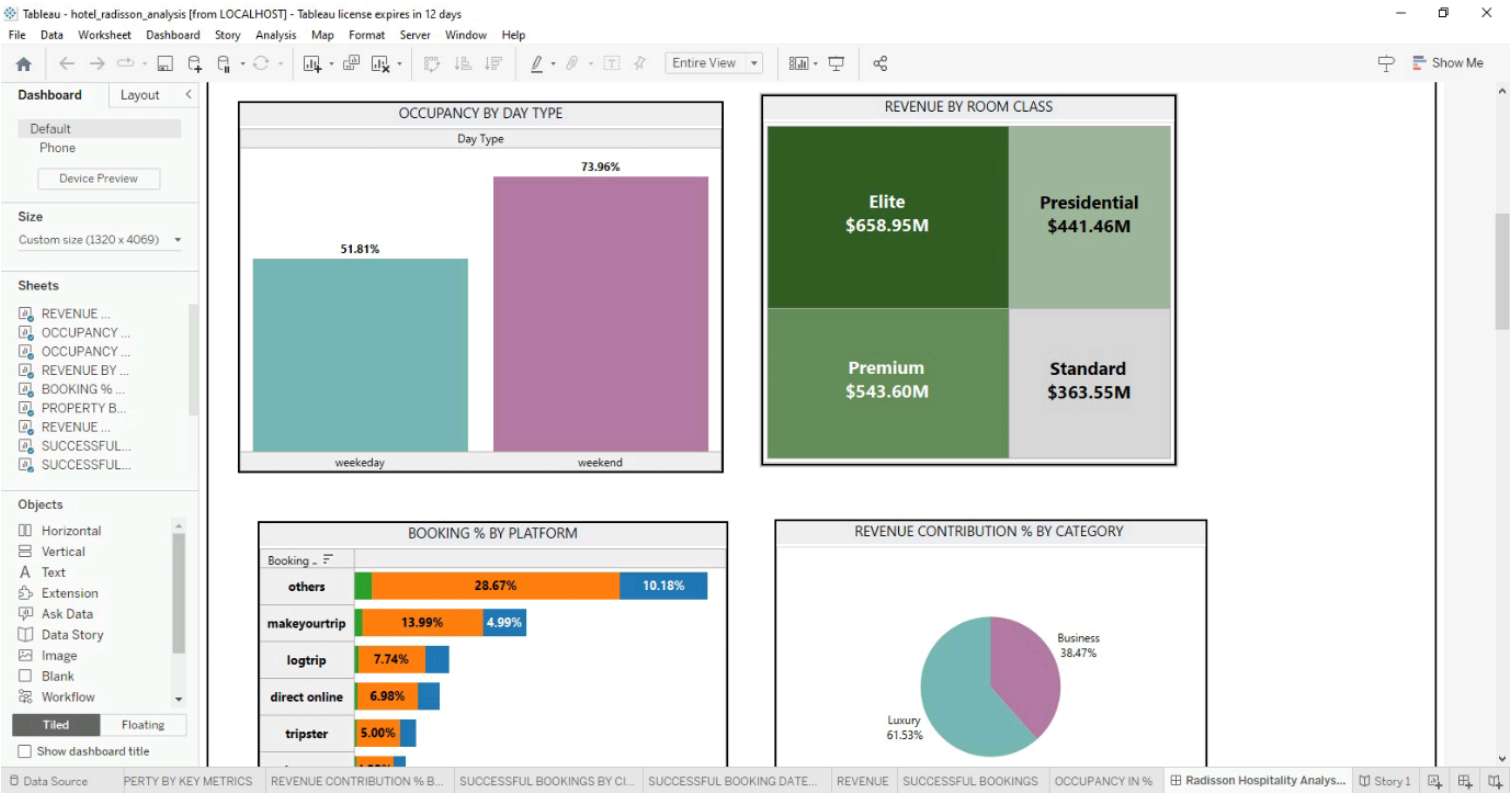 Tableau - hotel_radisson_analysis [from LOCALHOST] - Tableau license expires in 12 days
File Data Worksheet Dashboard Story Analysis Map Format Server Window Help
Entire View
Show Me
Dashboard Layout
Default
Phone
Device Preview
Size
Custom size (1320 x 4069)
Sheets
REVENUE ...
OCCUPANCY ...
OCCUPANCY ...
REVENUE BY ...
BOOKING % ...
PROPERTY B...
REVENUE ...
SUCCESSFUL...
SUCCESSFUL...
Objects
Horizontal
Vertical
A Text
Extension
Ask Data
Data Story
Image
Blank
Workflow
Tiled Floating
Show dashboard title
OCCUPANCY BY DAY TYPE
Day Type
73.96%
51.81%
weekeday weekend
REVENUE BY ROOM CLASS
Elite
$658.95M
Presidential
$441.46M
Premium
$543.60M
Standard
$363.55M
BOOKING % BY PLATFORM
Booking ..
others 28.67% 10.18%
makeyourtrip 13.99% 4.99%
logtrip 7.74%
direct online 6.98%
tripster 5.00%
REVENUE CONTRIBUTION % BY CATEGORY
Business
38.47%
Luxury
61.53%
Data Source PERTY BY KEY METRICS REVENUE CONTRIBUTION % B... SUCCESSFUL BOOKINGS BY CI... SUCCESSFUL BOOKING DATE... REVENUE SUCCESSFUL BOOKINGS OCCUPANCY IN % Radisson Hospitality Analys... Story 1